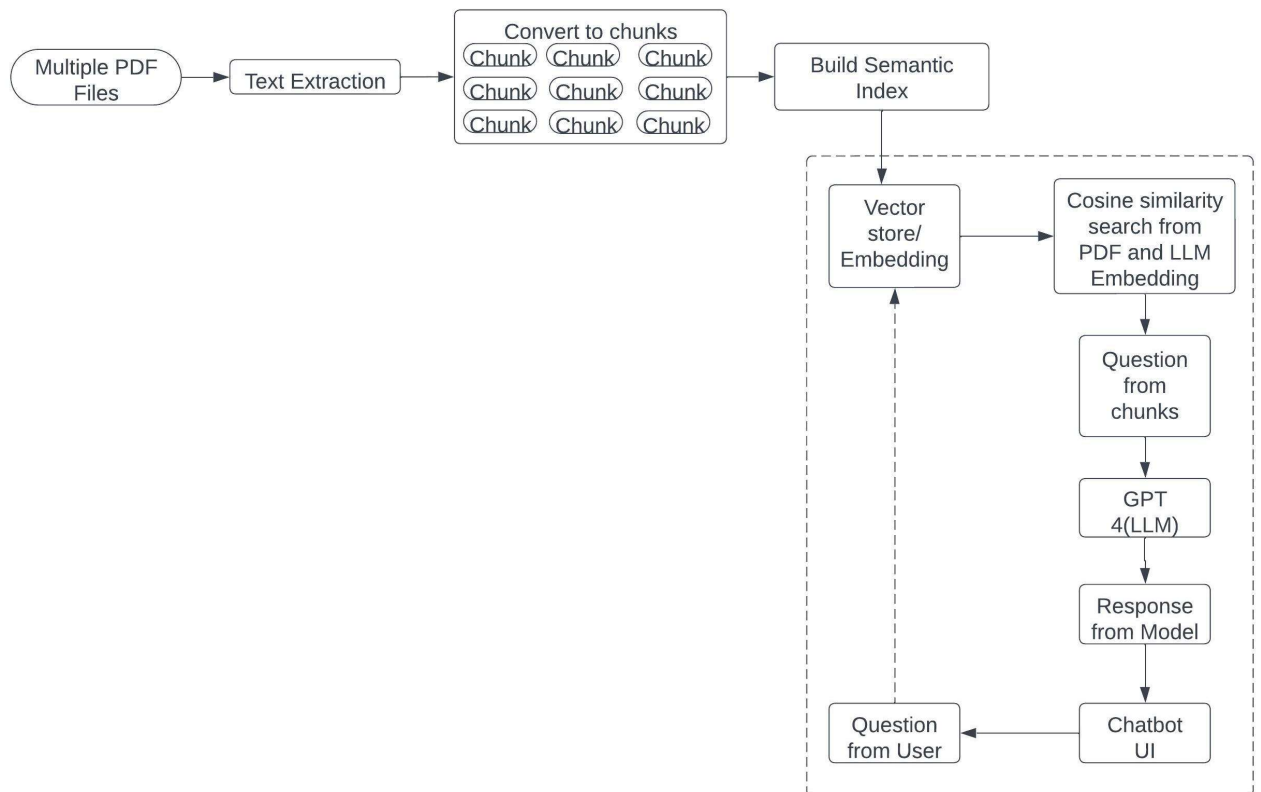 Multiple PDF
Files
Text Extraction
Convert to chunks
Chunk Chunk Chunk
Chunk Chunk Chunk
Chunk Chunk Chunk
Build Semantic
Index
Vector
store/
Embedding
Cosine similarity
search from
PDF and LLM
Embedding
Question
from
chunks
GPT
4(LLM)
Response
from Model
Chatbot
UI
Question
from User